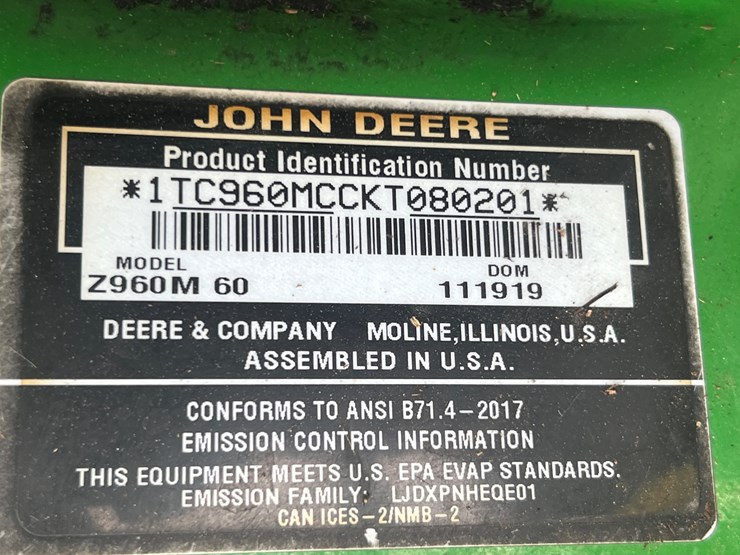 JOHN DEERE
Product Identification Number
*1TC960MCCKT080201*
MODEL DOM
Z960M 60 111919
DEERE & COMPANY MOLINE, ILLINOIS, U.S.A.
ASSEMBLED IN U.S.A.
CONFORMS TO ANSI B71.4-2017
EMISSION CONTROL INFORMATION
THIS EQUIPMENT MEETS U.S. EPA EVAP STANDARDS.
EMISSION FAMILY: LJDXPNHEQE01
CAN ICES-2/NMB-2